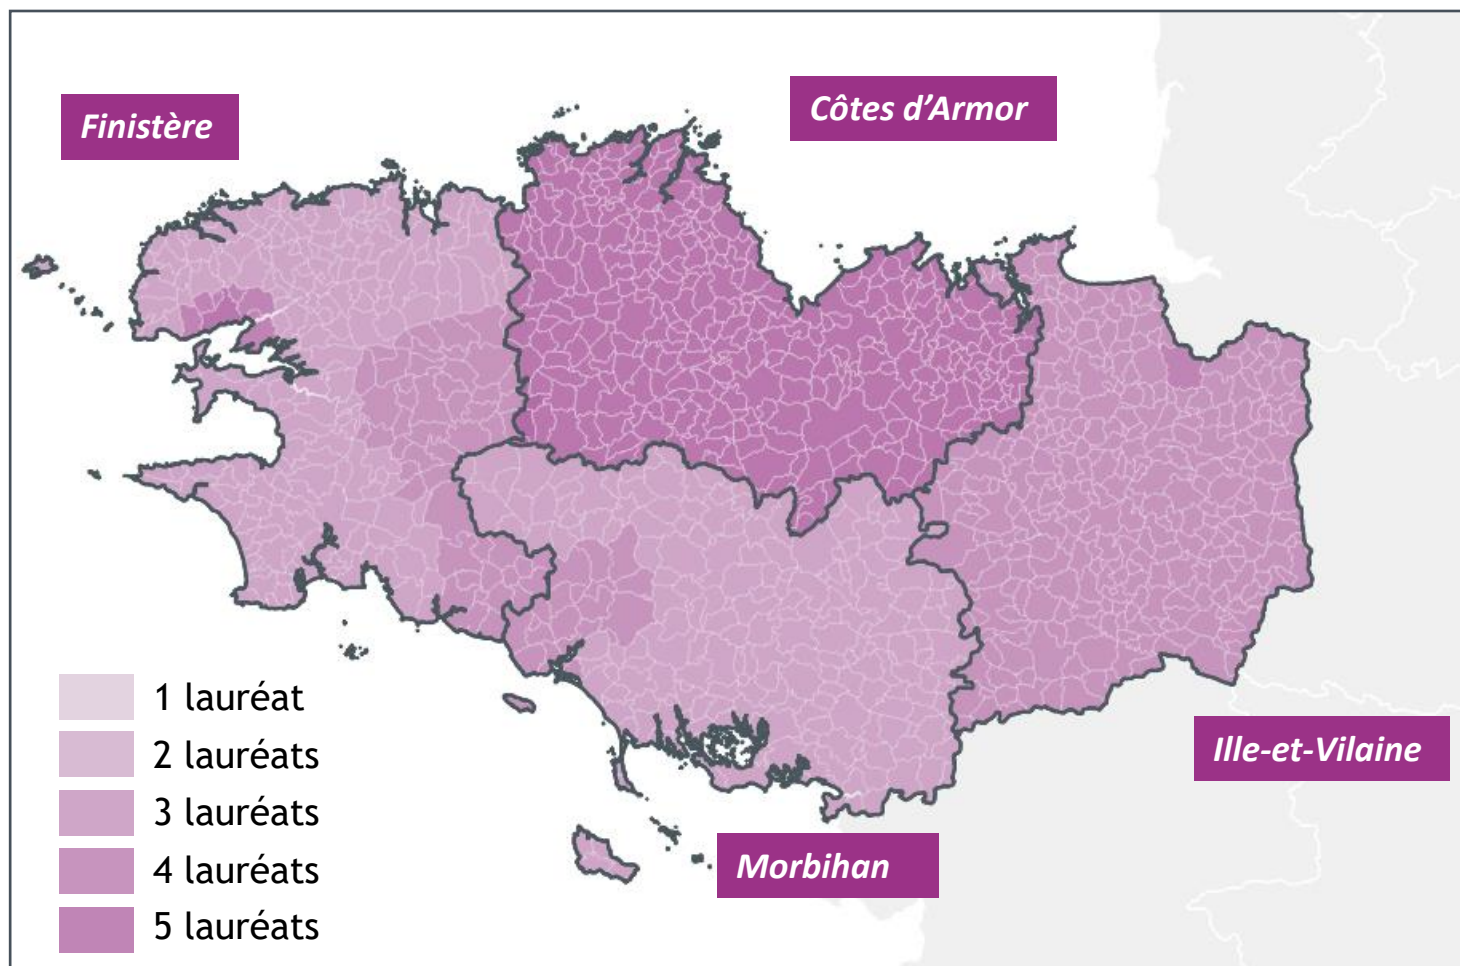 Finistère
Côtes d’Armor
1 lauréat
2 lauréats
3 lauréats
4 lauréats
5 lauréats
Ille-et-Vilaine
Morbihan